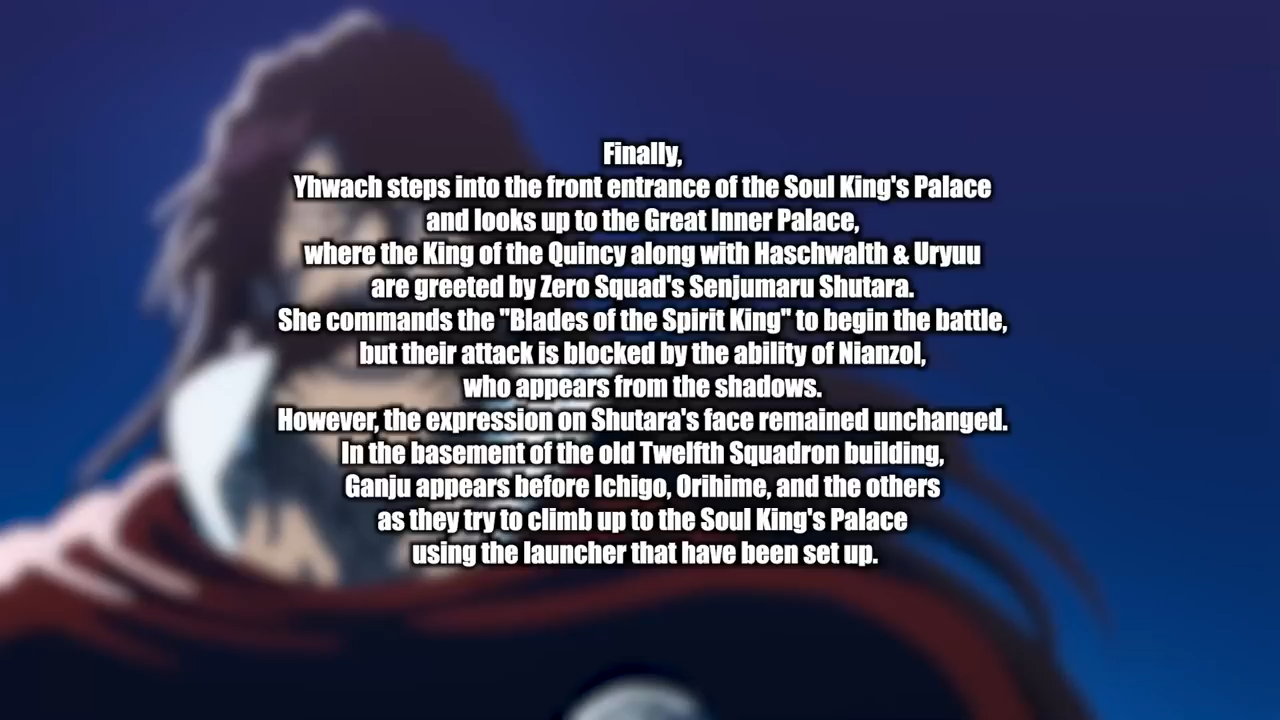 Finally,
Yhwach steps into the front entrance of the Soul King's Palace
and looks up to the Great Inner Palace,
where the King of the Quincy along with Haschwalth & Uryuu
are greeted by Zero Squad's Senjumaru Shutara.
She commands the "Blades of the Spirit King" to begin the battle,
but their attack is blocked by the ability of Nianzol,
who appears from the shadows.
However, the expression on Shutara's face remained unchanged.
In the basement of the old Twelfth Squadron building,
Ganju appears before Ichigo, Orihime, and the others
as they try to climb up to the Soul King's Palace
using the launcher that have been set up.